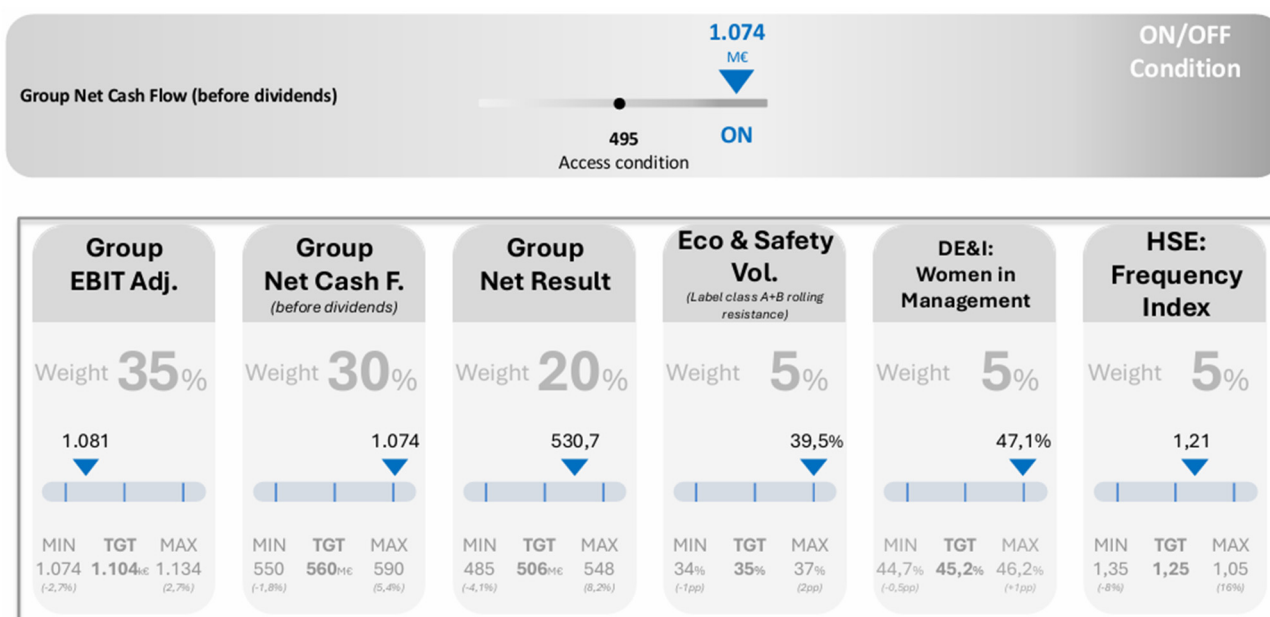 1.074
M€
ON/OFF
Condition
Group Net Cash Flow (before dividends)
495
ON
Access condition
Group
EBIT Adj.
Weight 35%
1.081
MIN TGT MAX
1.074 1.104k€ 1.134
(-2,7%) (2,7%)
Group
Net Cash F.
(before dividends)
Weight 30%
1.074
MIN TGT MAX
550 560M€ 590
(-1,8%) (5,4%)
Group
Net Result
Weight 20%
530,7
MIN TGT MAX
485 506M€ 548
(-4,1%) (8,2%)
Eco & Safety
Vol.
(Label class A+B rolling
resistance)
Weight 5%
39,5%
MIN TGT MAX
34% 35% 37%
(-1pp) (2pp)
DE&I:
Women in
Management
Weight 5%
47,1%
MIN TGT MAX
44,7% 45,2% 46,2%
(-0,5pp) (+1pp)
HSE:
Frequency
Index
Weight 5%
1,21
MIN TGT MAX
1,35 1,25 1,05
(-8%) (16%)